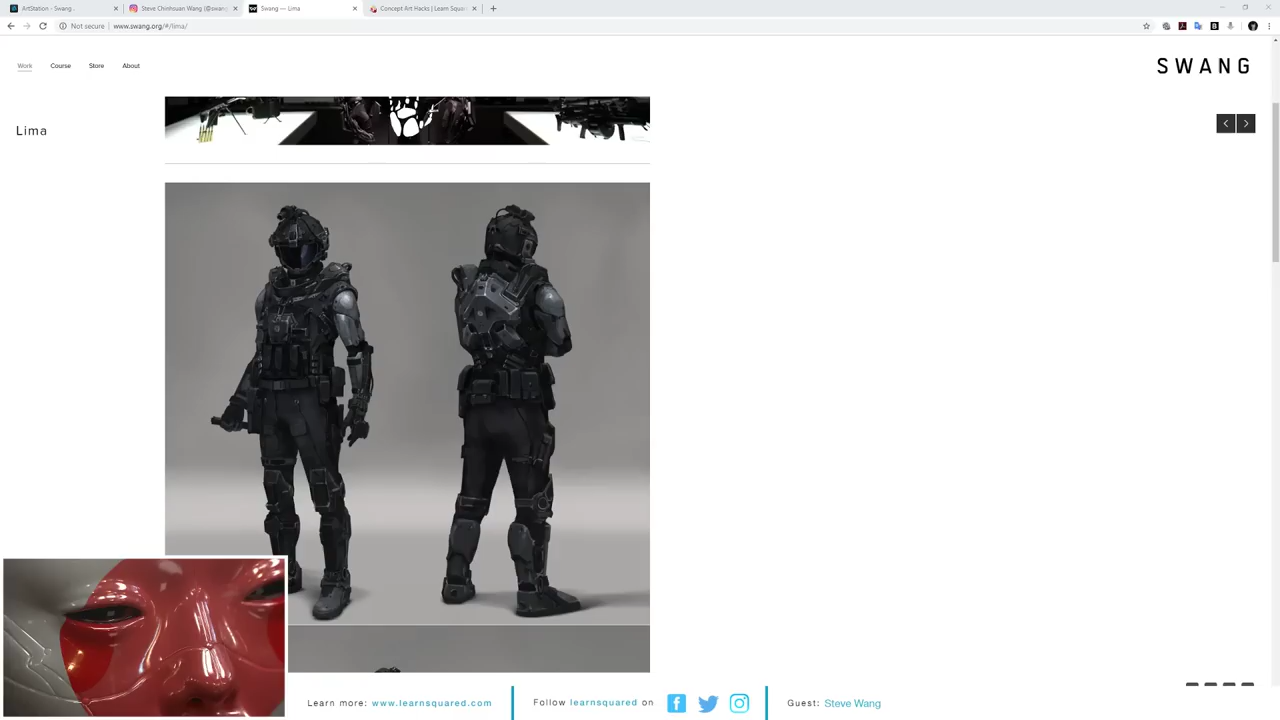 ArtStation - Swang .
Steve Chinhsuan Wang (@swang
Swang — Lima
Concept Art Hacks | Learn Squar
Not secure | www.swang.org/#/lima/
Work Course Store About
SWANG
Lima
Learn more: www.learnsquared.com
Follow learnsquared on
Guest: Steve Wang